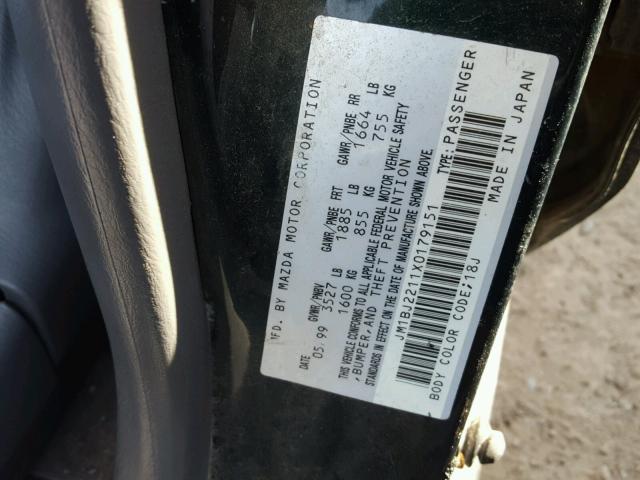 MFD. BY MAZDA MOTOR CORPORATION
DATE GVWR/PNBV GAWR/PNBE FRT GAWR/PNBE RR
05.99 3527 LB 1885 LB 1664 LB
1600 KG 855 KG 755 KG
THIS VEHICLE CONFORMS TO ALL APPLICABLE FEDERAL MOTOR VEHICLE SAFETY
, BUMPER, AND THEFT PREVENTION
STANDARDS IN EFFECT ON THE DATE OF MANUFACTURE SHOWN ABOVE.
JM1BJ2211X0179151 TYPE: PASSENGER
BODY COLOR CODE;18J MADE IN JAPAN